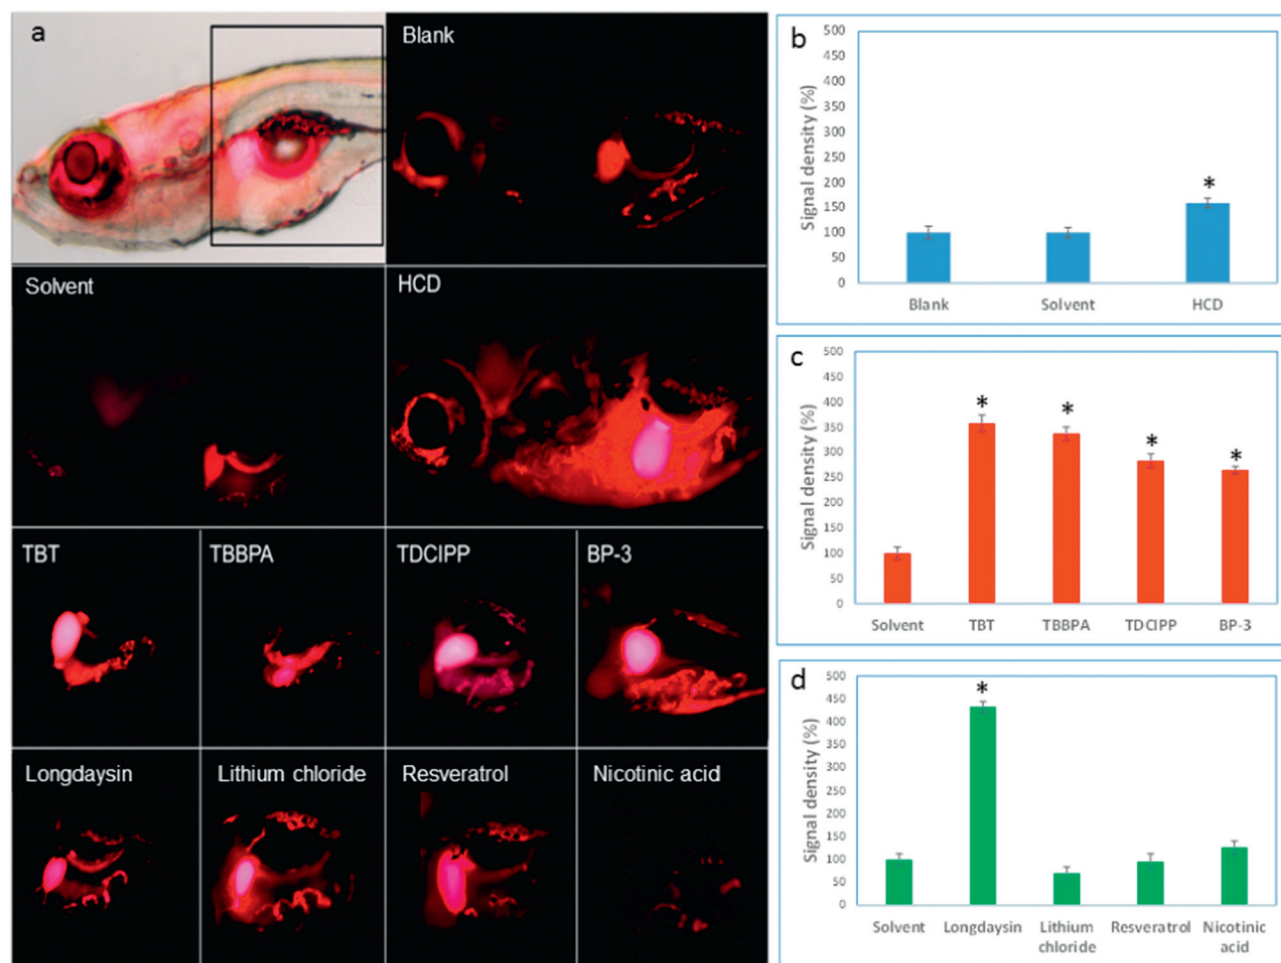 a
Blank
Solvent
HCD
TBT
TBBPA
TDCIPP
BP-3
Longdaysin
Lithium chloride
Resveratrol
Nicotinic acid
b
Signal density (%)
500
450
400
350
300
250
200
150
100
50
0
*
Blank
Solvent
HCD
c
Signal density (%)
500
450
400
350
300
250
200
150
100
50
0
* * * *
Solvent
TBT
TBBPA
TDCIPP
BP-3
d
Signal density (%)
500
450
400
350
300
250
200
150
100
50
0
*
Solvent
Longdaysin
Lithium
chloride
Resveratrol
Nicotinic
acid